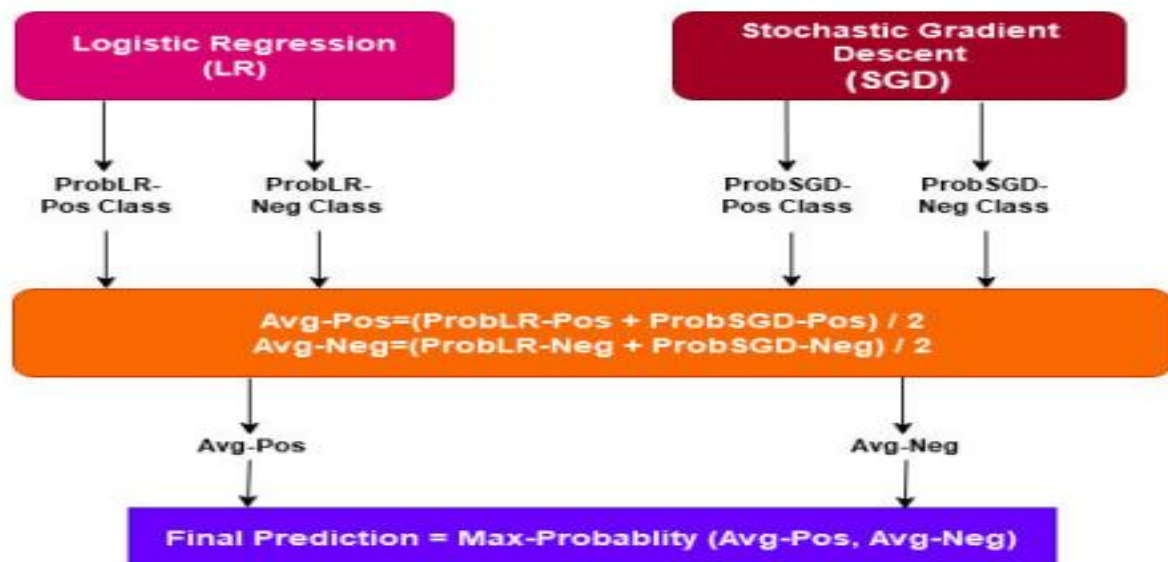 Logistic Regression
(LR)
Stochastic Gradient
Descent
(SGD)
ProbLR-
Pos Class
ProbLR-
Neg Class
ProbSGD-
Pos Class
ProbSGD-
Neg Class
Avg-Pos=(ProbLR-Pos + ProbSGD-Pos) / 2
Avg-Neg=(ProbLR-Neg + ProbSGD-Neg) / 2
Avg-Pos
Avg-Neg
Final Prediction = Max-Probablity (Avg-Pos, Avg-Neg)